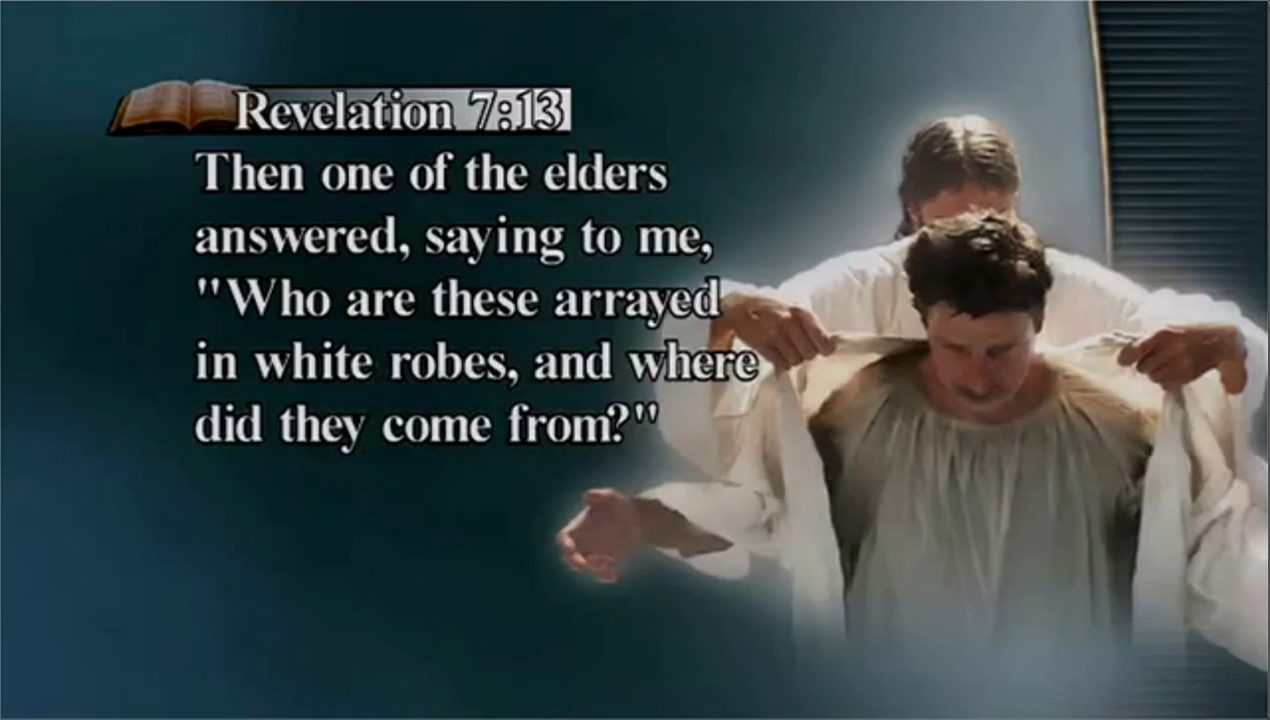 Revelation 7:13
Then one of the elders
answered, saying to me,
"Who are these arrayed
in white robes, and where
did they come from?"